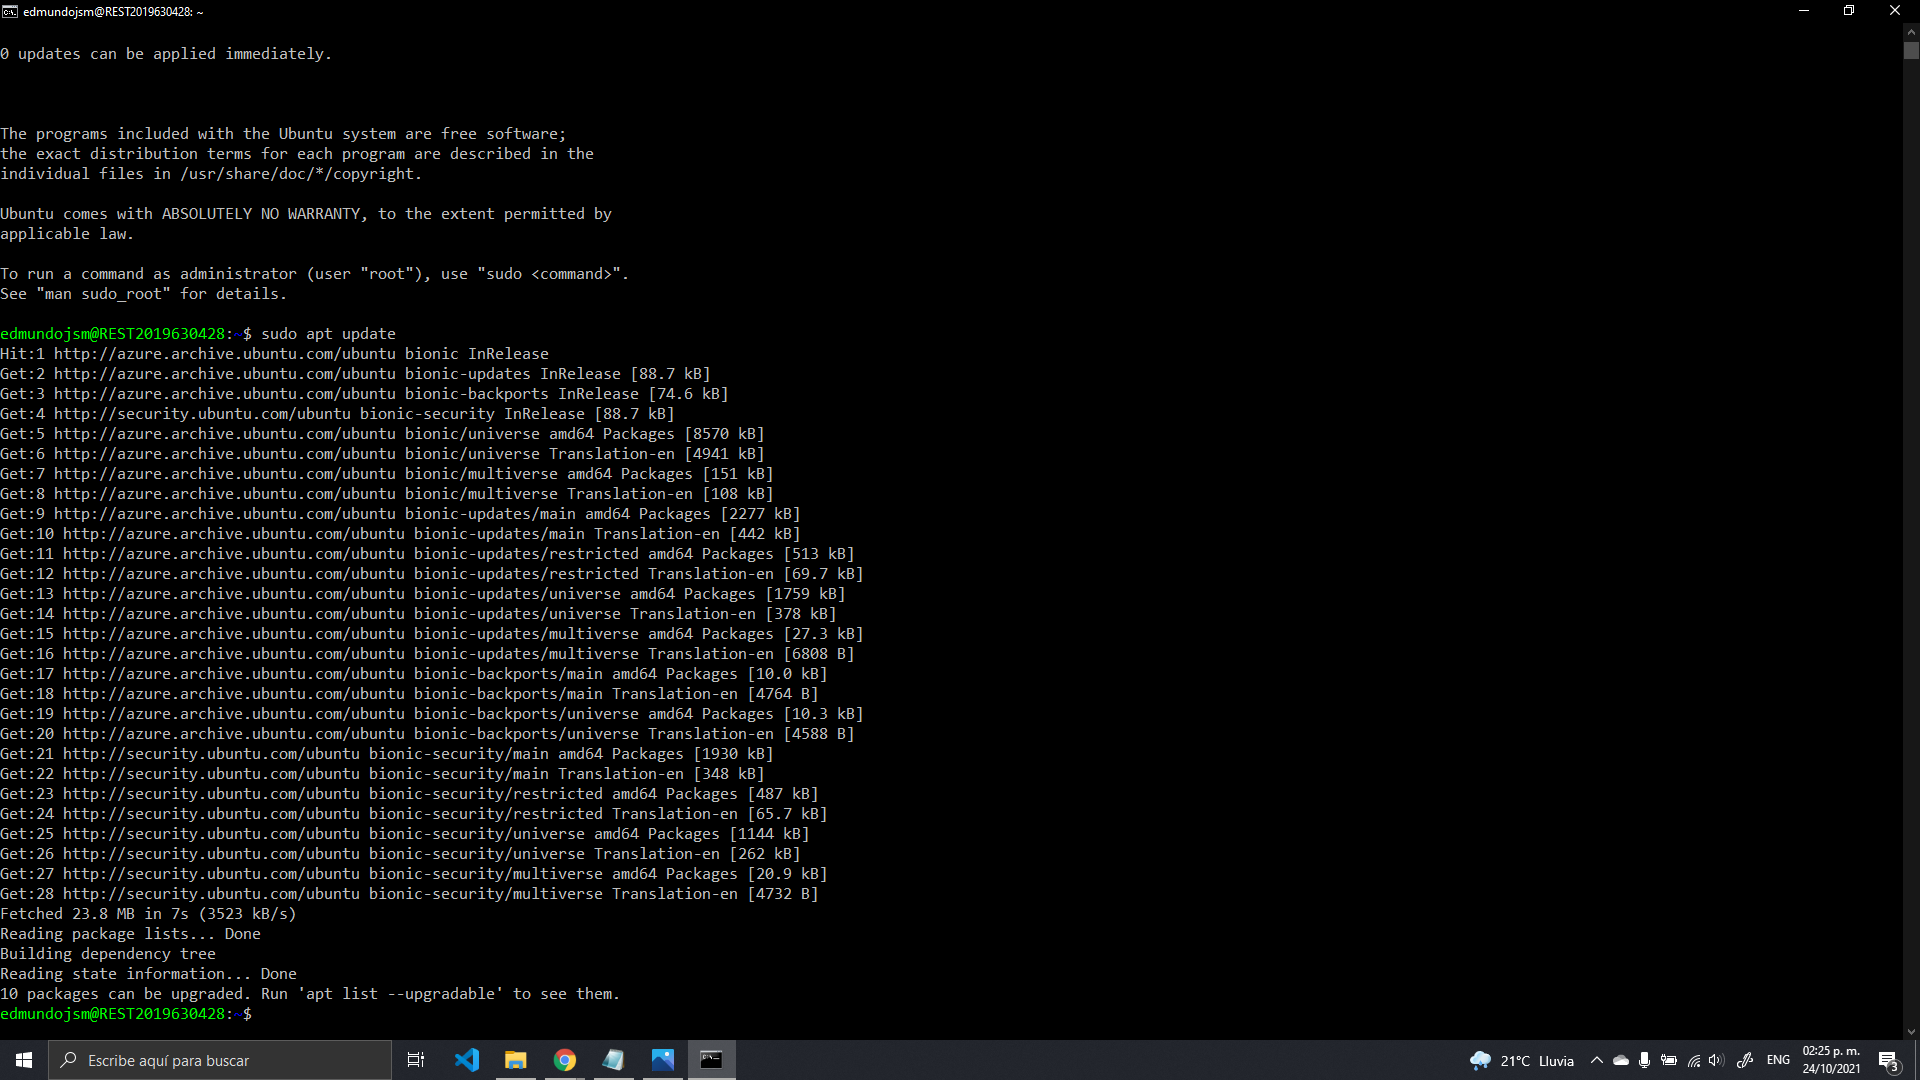 edmundojsm@REST2019630428: ~
0 updates can be applied immediately.
The programs included with the Ubuntu system are free software;
the exact distribution terms for each program are described in the
individual files in /usr/share/doc/*/copyright.
Ubuntu comes with ABSOLUTELY NO WARRANTY, to the extent permitted by
applicable law.
To run a command as administrator (user "root"), use "sudo <command>".
See "man sudo_root" for details.
edmundojsm@REST2019630428:~$ sudo apt update
Hit:1 http://azure.archive.ubuntu.com/ubuntu bionic InRelease
Get:2 http://azure.archive.ubuntu.com/ubuntu bionic-updates InRelease [88.7 kB]
Get:3 http://azure.archive.ubuntu.com/ubuntu bionic-backports InRelease [74.6 kB]
Get:4 http://security.ubuntu.com/ubuntu bionic-security InRelease [88.7 kB]
Get:5 http://azure.archive.ubuntu.com/ubuntu bionic/universe amd64 Packages [8570 kB]
Get:6 http://azure.archive.ubuntu.com/ubuntu bionic/universe Translation-en [4941 kB]
Get:7 http://azure.archive.ubuntu.com/ubuntu bionic/multiverse amd64 Packages [151 kB]
Get:8 http://azure.archive.ubuntu.com/ubuntu bionic/multiverse Translation-en [108 kB]
Get:9 http://azure.archive.ubuntu.com/ubuntu bionic-updates/main amd64 Packages [2277 kB]
Get:10 http://azure.archive.ubuntu.com/ubuntu bionic-updates/main Translation-en [442 kB]
Get:11 http://azure.archive.ubuntu.com/ubuntu bionic-updates/restricted amd64 Packages [513 kB]
Get:12 http://azure.archive.ubuntu.com/ubuntu bionic-updates/restricted Translation-en [69.7 kB]
Get:13 http://azure.archive.ubuntu.com/ubuntu bionic-updates/universe amd64 Packages [1759 kB]
Get:14 http://azure.archive.ubuntu.com/ubuntu bionic-updates/universe Translation-en [378 kB]
Get:15 http://azure.archive.ubuntu.com/ubuntu bionic-updates/multiverse amd64 Packages [27.3 kB]
Get:16 http://azure.archive.ubuntu.com/ubuntu bionic-updates/multiverse Translation-en [6808 B]
Get:17 http://azure.archive.ubuntu.com/ubuntu bionic-backports/main amd64 Packages [10.0 kB]
Get:18 http://azure.archive.ubuntu.com/ubuntu bionic-backports/main Translation-en [4764 B]
Get:19 http://azure.archive.ubuntu.com/ubuntu bionic-backports/universe amd64 Packages [10.3 kB]
Get:20 http://azure.archive.ubuntu.com/ubuntu bionic-backports/universe Translation-en [4588 B]
Get:21 http://security.ubuntu.com/ubuntu bionic-security/main amd64 Packages [1930 kB]
Get:22 http://security.ubuntu.com/ubuntu bionic-security/main Translation-en [348 kB]
Get:23 http://security.ubuntu.com/ubuntu bionic-security/restricted amd64 Packages [487 kB]
Get:24 http://security.ubuntu.com/ubuntu bionic-security/restricted Translation-en [65.7 kB]
Get:25 http://security.ubuntu.com/ubuntu bionic-security/universe amd64 Packages [1144 kB]
Get:26 http://security.ubuntu.com/ubuntu bionic-security/universe Translation-en [262 kB]
Get:27 http://security.ubuntu.com/ubuntu bionic-security/multiverse amd64 Packages [20.9 kB]
Get:28 http://security.ubuntu.com/ubuntu bionic-security/multiverse Translation-en [4732 B]
Fetched 23.8 MB in 7s (3523 kB/s)
Reading package lists... Done
Building dependency tree
Reading state information... Done
10 packages can be upgraded. Run 'apt list --upgradable' to see them.
edmundojsm@REST2019630428:~$
Escribe aquí para buscar
21°C Lluvia
ENG
02:25 p. m.
24/10/2021
3